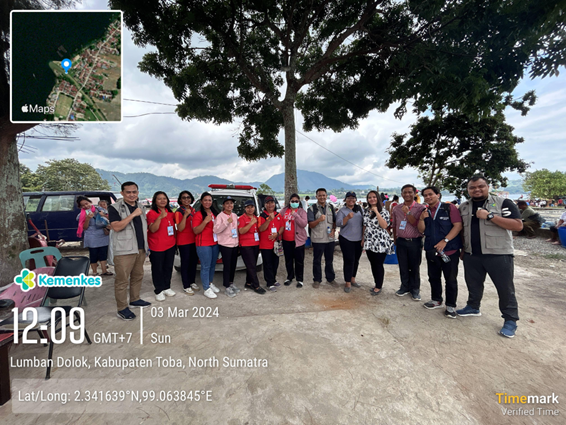 Maps
Kemenkes
12:09
GMT+7
03 Mar 2024
Sun
Lumban Dolok, Kabupaten Toba, North Sumatra
Lat/Long: 2.341639°N,99.063845°E
Timemark
Verified Time